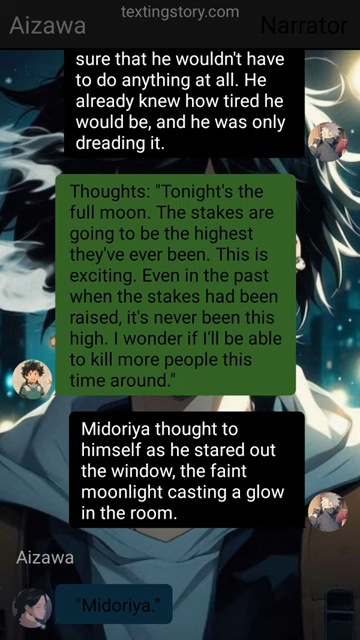 textingstory.com
Aizawa
Narrator
sure that he wouldn't have
to do anything at all. He
already knew how tired he
would be, and he was only
dreading it.
Thoughts: "Tonight's the
full moon. The stakes are
going to be the highest
they've ever been. This is
exciting. Even in the past
when the stakes had been
raised, it's never been this
high. I wonder if I'll be able
to kill more people this
time around."
Midoriya thought to
himself as he stared out
the window, the faint
moonlight casting a glow
in the room.
Aizawa
"Midoriya."